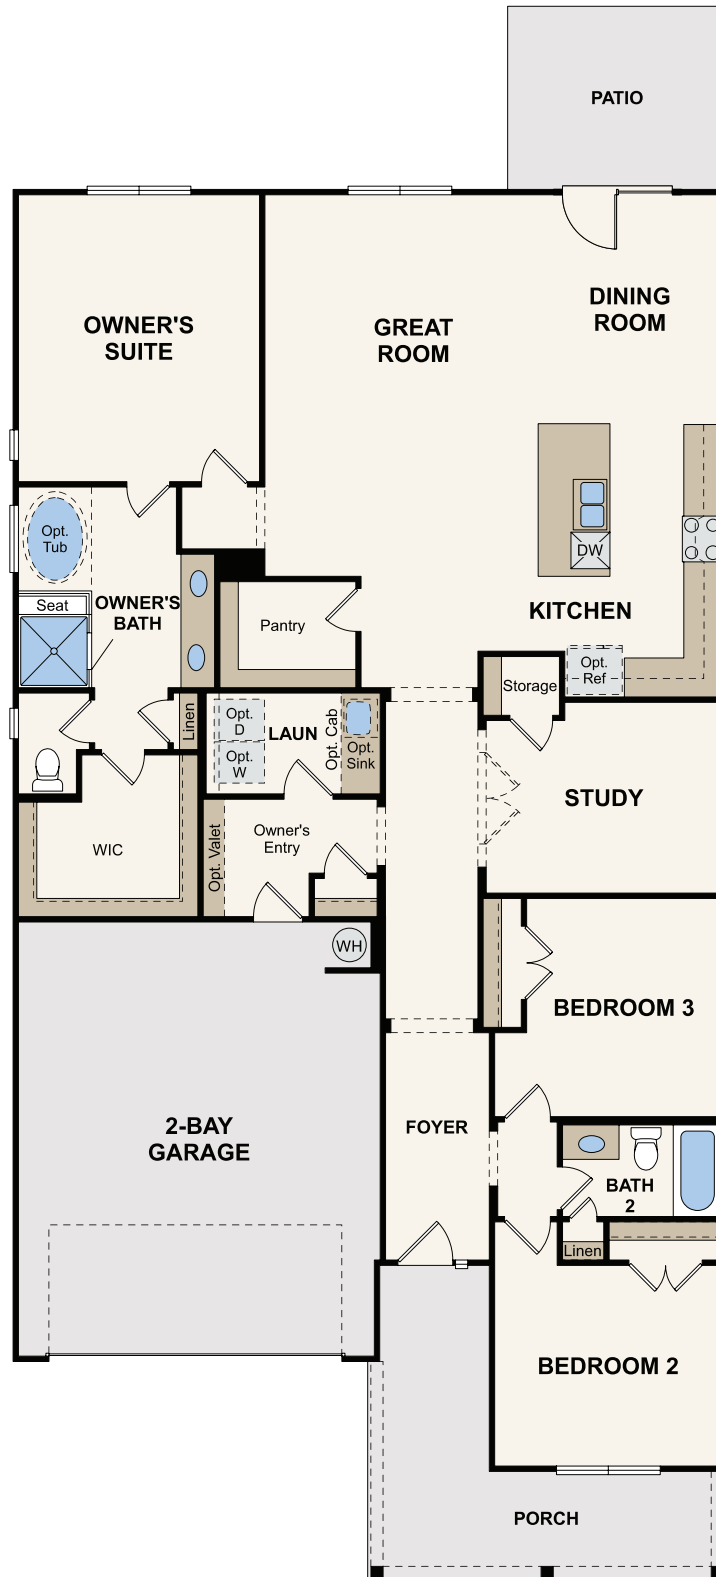 PATIO
OWNER'S
SUITE
GREAT
ROOM
DINING
ROOM
Opt.
Tub
DW
Seat
OWNER'S
BATH
Pantry
KITCHEN
Opt.
Ref
Storage
Linen
Opt.
D
LAUN
Opt. Cab
Opt.
W
Opt.
Sink
STUDY
WIC
Opt. Valet
Owner's
Entry
WH
BEDROOM 3
2-BAY
GARAGE
FOYER
BATH
2
Linen
BEDROOM 2
PORCH